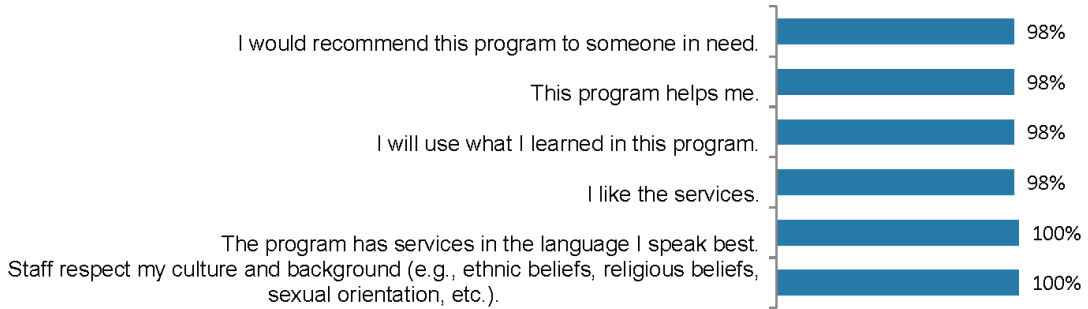 I would recommend this program to someone in need.
98%
This program helps me.
98%
I will use what I learned in this program.
98%
I like the services.
98%
The program has services in the language I speak best.
100%
Staff respect my culture and background (e.g., ethnic beliefs, religious beliefs,
sexual orientation, etc.).
100%